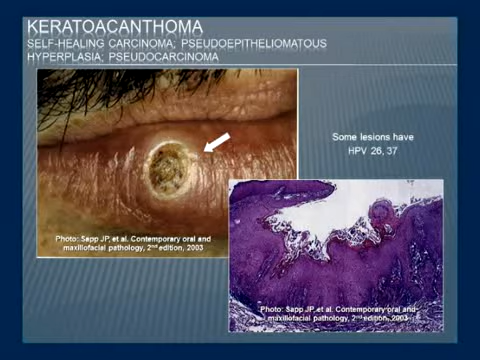 KERATOACANTHOMA
SELF-HEALING CARCINOMA; PSEUDOEPITHELIOMATOUS
HYPERPLASIA; PSEUDOCARCINOMA
Some lesions have
HPV 26, 37
Photo: Sapp JP, et al. Contemporary oral and
maxillofacial pathology, 2nd edition, 2003
Photo: Sapp JP, et al. Contemporary oral and
maxillofacial pathology, 2nd edition, 2003